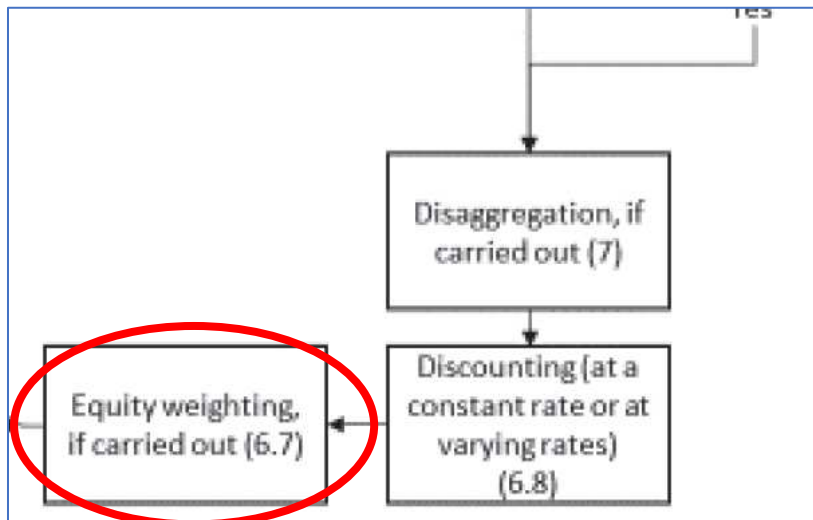 Yes
Disaggregation, if
carried out (7)
Discounting (at a
constant rate or at
varying rates)
(6.8)
Equity weighting,
if carried out (6.7)